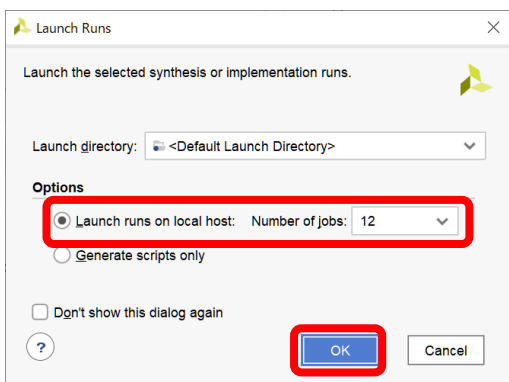 Launch Runs
Launch the selected synthesis or implementation runs.
Launch directory: <Default Launch Directory>
Options
Launch runs on local host: Number of jobs: 12
Generate scripts only
Don't show this dialog again
? OK Cancel